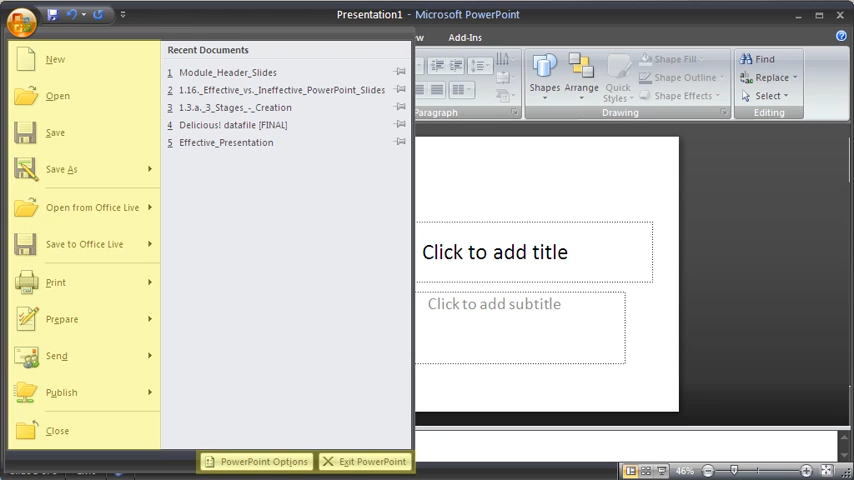 Presentation1 - Microsoft PowerPoint
Add-Ins
New
Open
Save
Save As
Open from Office Live
Save to Office Live
Print
Prepare
Send
Publish
Close
Recent Documents
1 Module_Header_Slides
2 1.16._Effective_vs._Ineffective_PowerPoint_Slides
3 1.3.a._3_Stages_-_Creation
4 Delicious! datafile [FINAL]
5 Effective_Presentation
PowerPoint Options
Exit PowerPoint
Shapes
Arrange
Quick
Styles
Shape Fill
Shape Outline
Shape Effects
Find
Replace
Select
Paragraph
Drawing
Editing
Click to add title
Click to add subtitle
46%